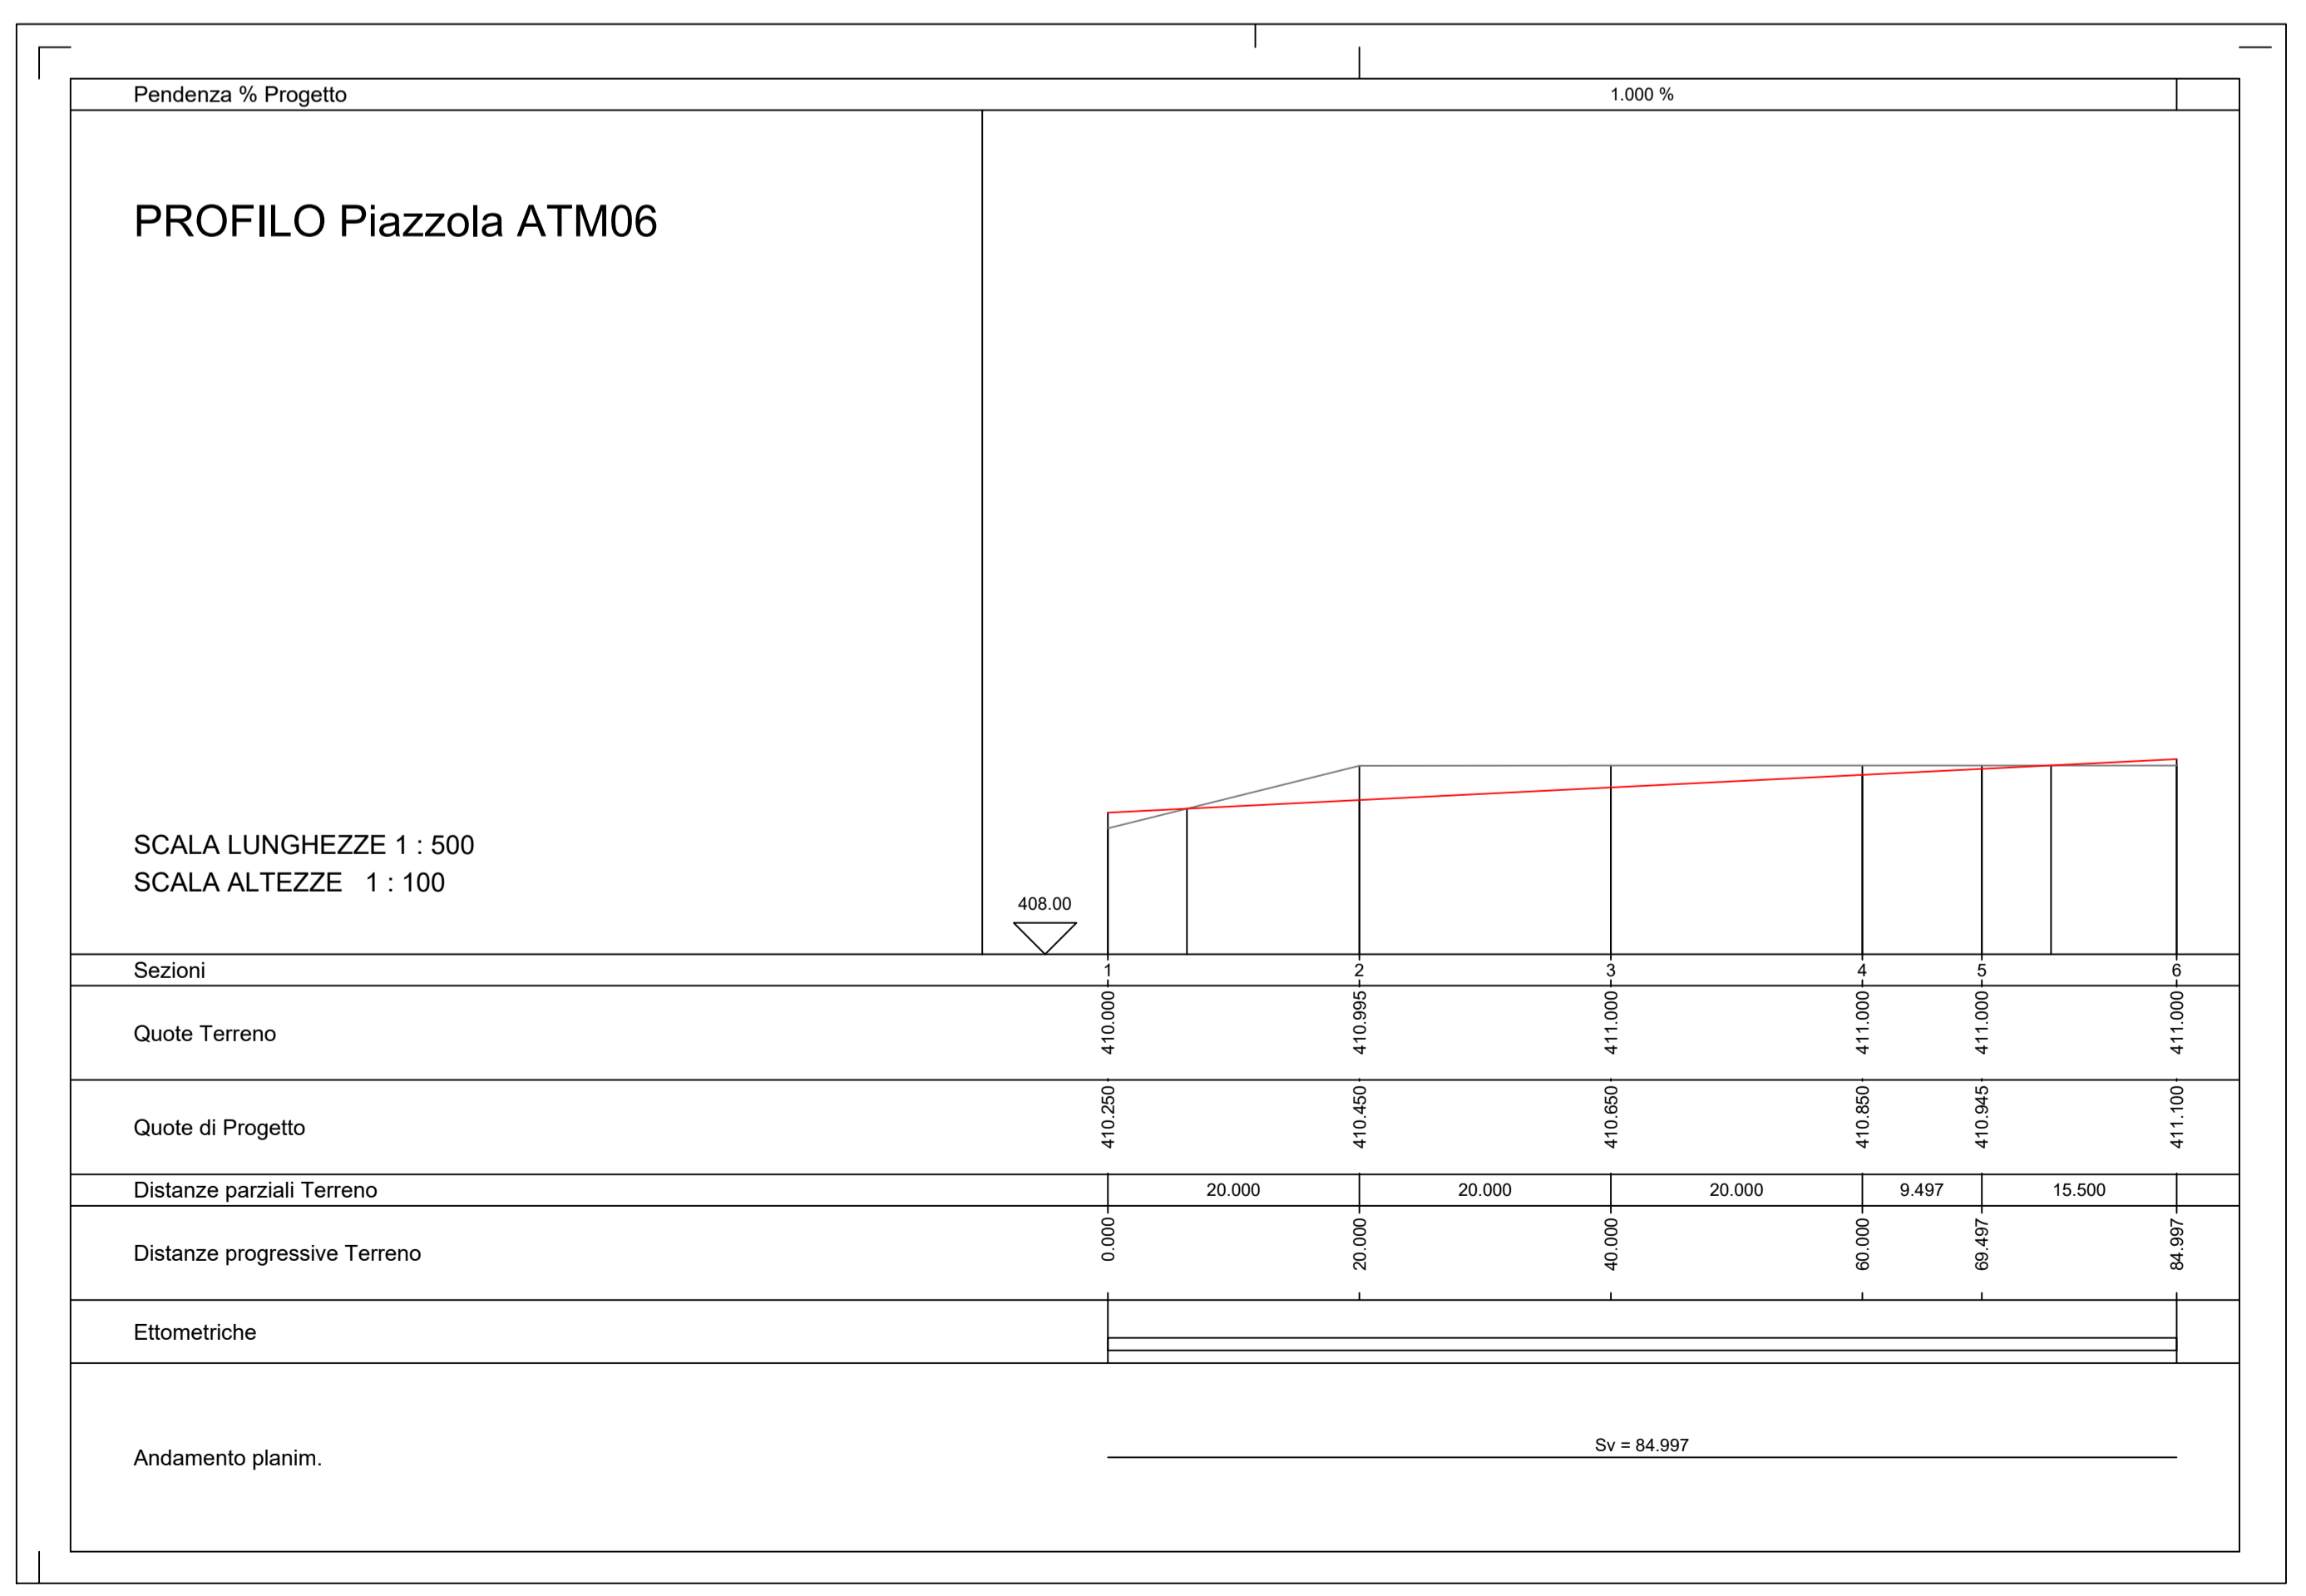 Pendenza % Progetto 1.000 %
PROFILO Piazzola ATM06
SCALA LUNGHEZZE 1 : 500
SCALA ALTEZZE 1 : 100
408.00
Sezioni 1 2 3 4 5 6
Quote Terreno 410.000 410.995 411.000 411.000 411.000 411.000
Quote di Progetto 410.250 410.450 410.650 410.850 410.945 411.100
Distanze parziali Terreno 20.000 20.000 20.000 9.497 15.500
Distanze progressive Terreno 0.000 20.000 40.000 60.000 69.497 84.997
Ettometriche
Sv = 84.997
Andamento planim.